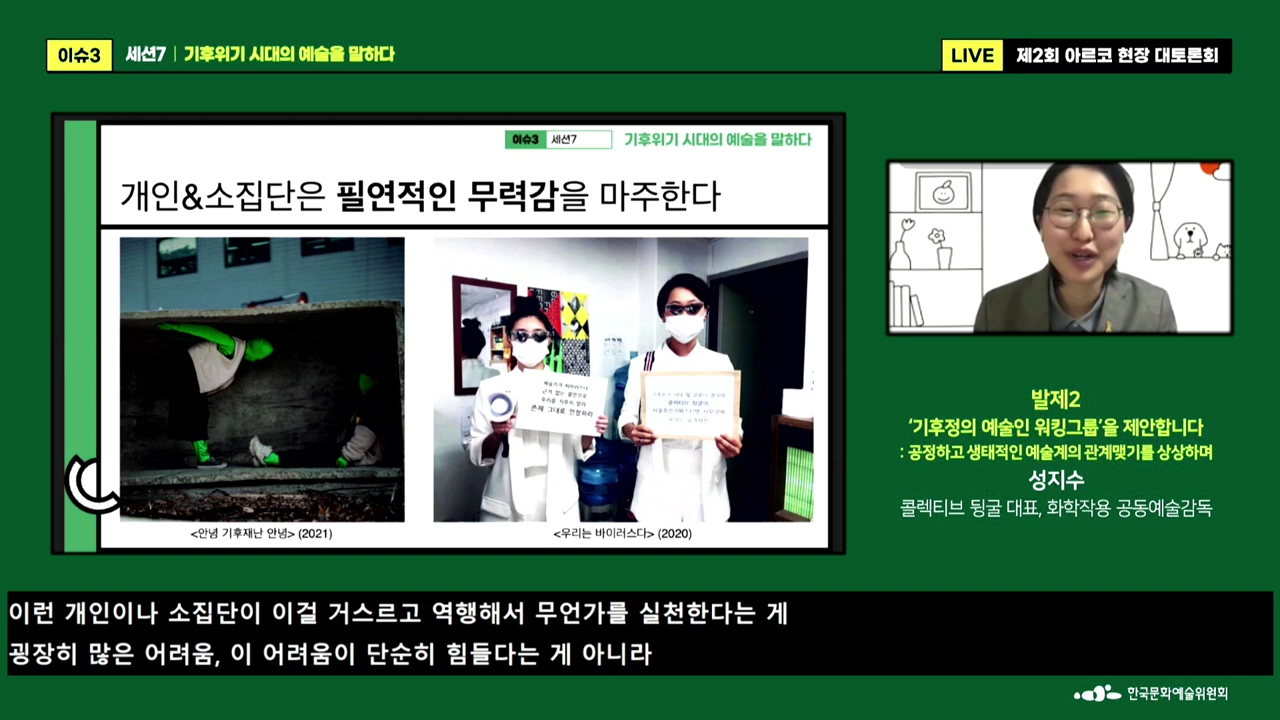 이슈3
세션7 | 기후위기 시대의 예술을 말하다
LIVE 제2회 아르코 현장 대토론회
이슈3 세션7 기후위기 시대의 예술을 말하다
개인&소집단은 필연적인 무력감을 마주한다
존재 그대로 인정하라
<안녕 기후재난 안녕> (2021)
<우리는 바이러스다> (2020)
발제2
‘기후정의 예술인 워킹그룹’을 제안합니다
: 공정하고 생태적인 예술계의 관계맺기를 상상하며
성지수
콜렉티브 뒹굴 대표, 화학작용 공동예술감독
이런 개인이나 소집단이 이걸 거스르고 역행해서 무언가를 실천한다는 게
굉장히 많은 어려움, 이 어려움이 단순히 힘들다는 게 아니라
한국문화예술위원회